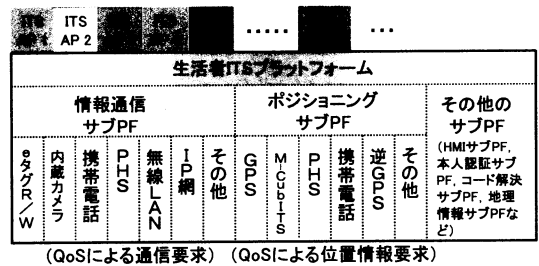 ITS
AP 1
ITS
AP 2
.....
...
生活者ITSプラットフォーム
情報通信
サブPF
ポジショニング
サブPF
その他の
サブPF
(HMIサブPF,
本人認証サブ
PF, コード解決
サブPF, 地理
情報サブPFな
ど)
eタグR/W
内蔵カメラ
携帯電話
PHS
無線LAN
IP網
その他
GPS
MicubITS
PHS
携帯電話
逆GPS
その他
(QoSによる通信要求)
(QoSによる位置情報要求)